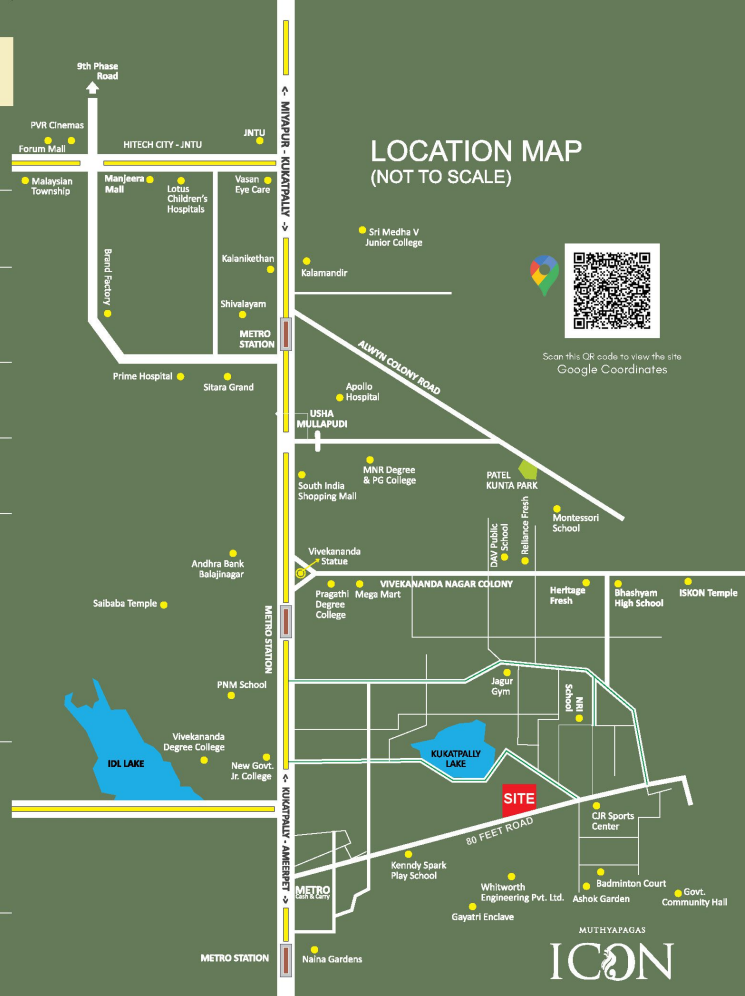 9th Phase
Road
<- MIYAPUR - KUKATPALLY ->
PVR Cinemas
Forum Mall
HITECH CITY - JNTU
JNTU
LOCATION MAP
(NOT TO SCALE)
Malaysian
Township
Manjeera
Mall
Lotus
Children's
Hospitals
Vasan
Eye Care
Sri Medha V
Junior College
Kalanikethan
Kalamandir
Brand Factory
Shivalayam
METRO
STATION
ALWYN COLONY ROAD
Scan this QR code to view the site
Google Coordinates
Prime Hospital
Sitara Grand
Apollo
Hospital
USHA
MULLAPUDI
South India
Shopping Mall
MNR Degree
& PG College
PATEL
KUNTA PARK
Montessori
School
DAV Public
School
Reliance Fresh
Vivekananda
Statue
Andhra Bank
Balajinagar
Pragathi
Degree
College
Mega Mart
VIVEKANANDA NAGAR COLONY
Heritage
Fresh
Bhashyam
High School
ISKON Temple
Saibaba Temple
METRO STATION
PNM School
Jagur
Gym
NRI
School
Vivekananda
Degree College
IDL LAKE
New Govt.
Jr. College
KUKATPALLY
LAKE
<- KUKATPALLY - AMEERPET ->
SITE
80 FEET ROAD
CJR Sports
Center
Kenndy Spark
Play School
METRO
Cash & Carry
Whitworth
Engineering Pvt. Ltd.
Badminton Court
Ashok Garden
Govt.
Community Hall
Gayatri Enclave
METRO STATION
Naina Gardens
MUTHYAPAGAS
ICON